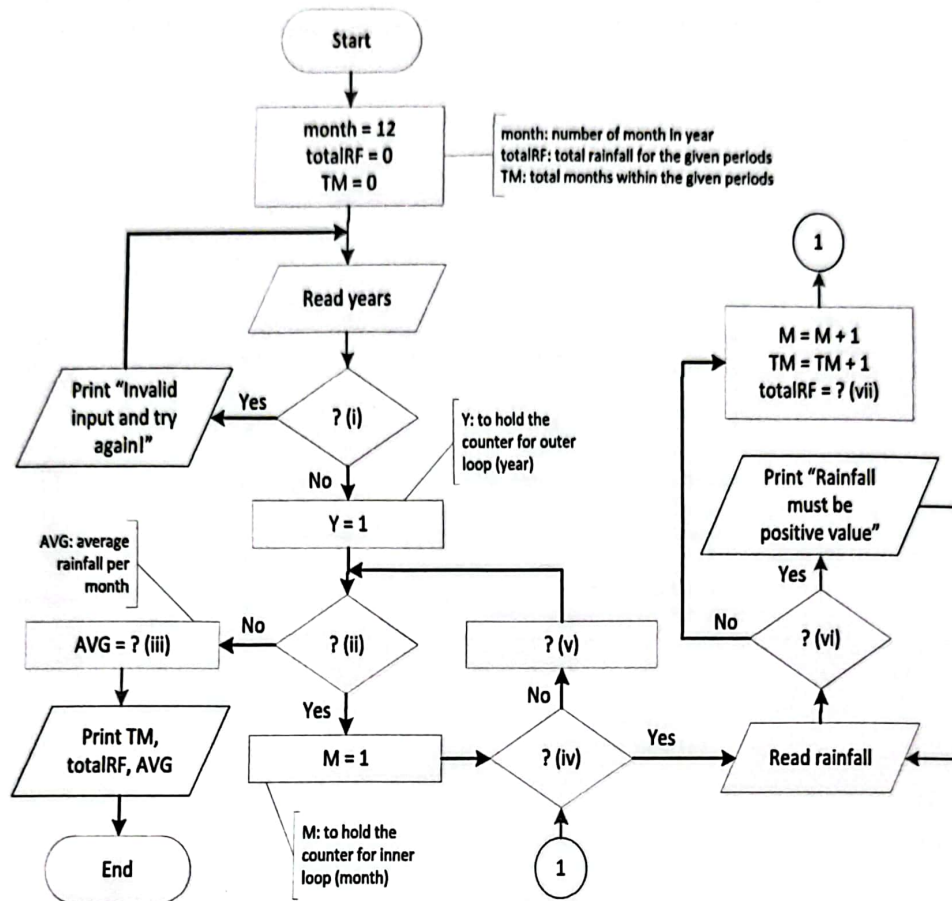 Start
month = 12
totalRF = 0
TM = 0
month: number of month in year
totalRF: total rainfall for the given periods
TM: total months within the given periods
Read years
Print “Invalid
input and try
again!”
Yes
? (i)
No
Y: to hold the
counter for outer
loop (year)
Y = 1
AVG: average
rainfall per
month
AVG = ? (iii)
No
? (ii)
Yes
Print TM,
totalRF, AVG
End
M = 1
M: to hold the
counter for inner
loop (month)
? (v)
No
? (iv)
Yes
1
1
M = M + 1
TM = TM + 1
totalRF = ? (vii)
Print “Rainfall
must be
positive value”
Yes
No
? (vi)
Read rainfall